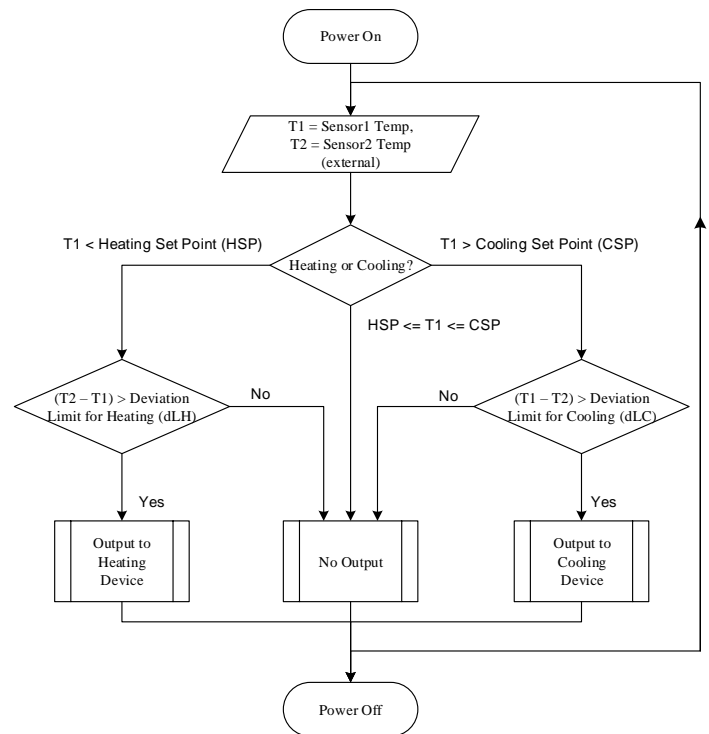 Power On
T1 = Sensor1 Temp,
T2 = Sensor2 Temp
(external)
T1 < Heating Set Point (HSP)
T1 > Cooling Set Point (CSP)
Heating or Cooling?
HSP <= T1 <= CSP
(T2 – T1) > Deviation
Limit for Heating (dLH)
No
No
(T1 – T2) > Deviation
Limit for Cooling (dLC)
Yes
Yes
Output to
Heating
Device
No Output
Output to
Cooling
Device
Power Off